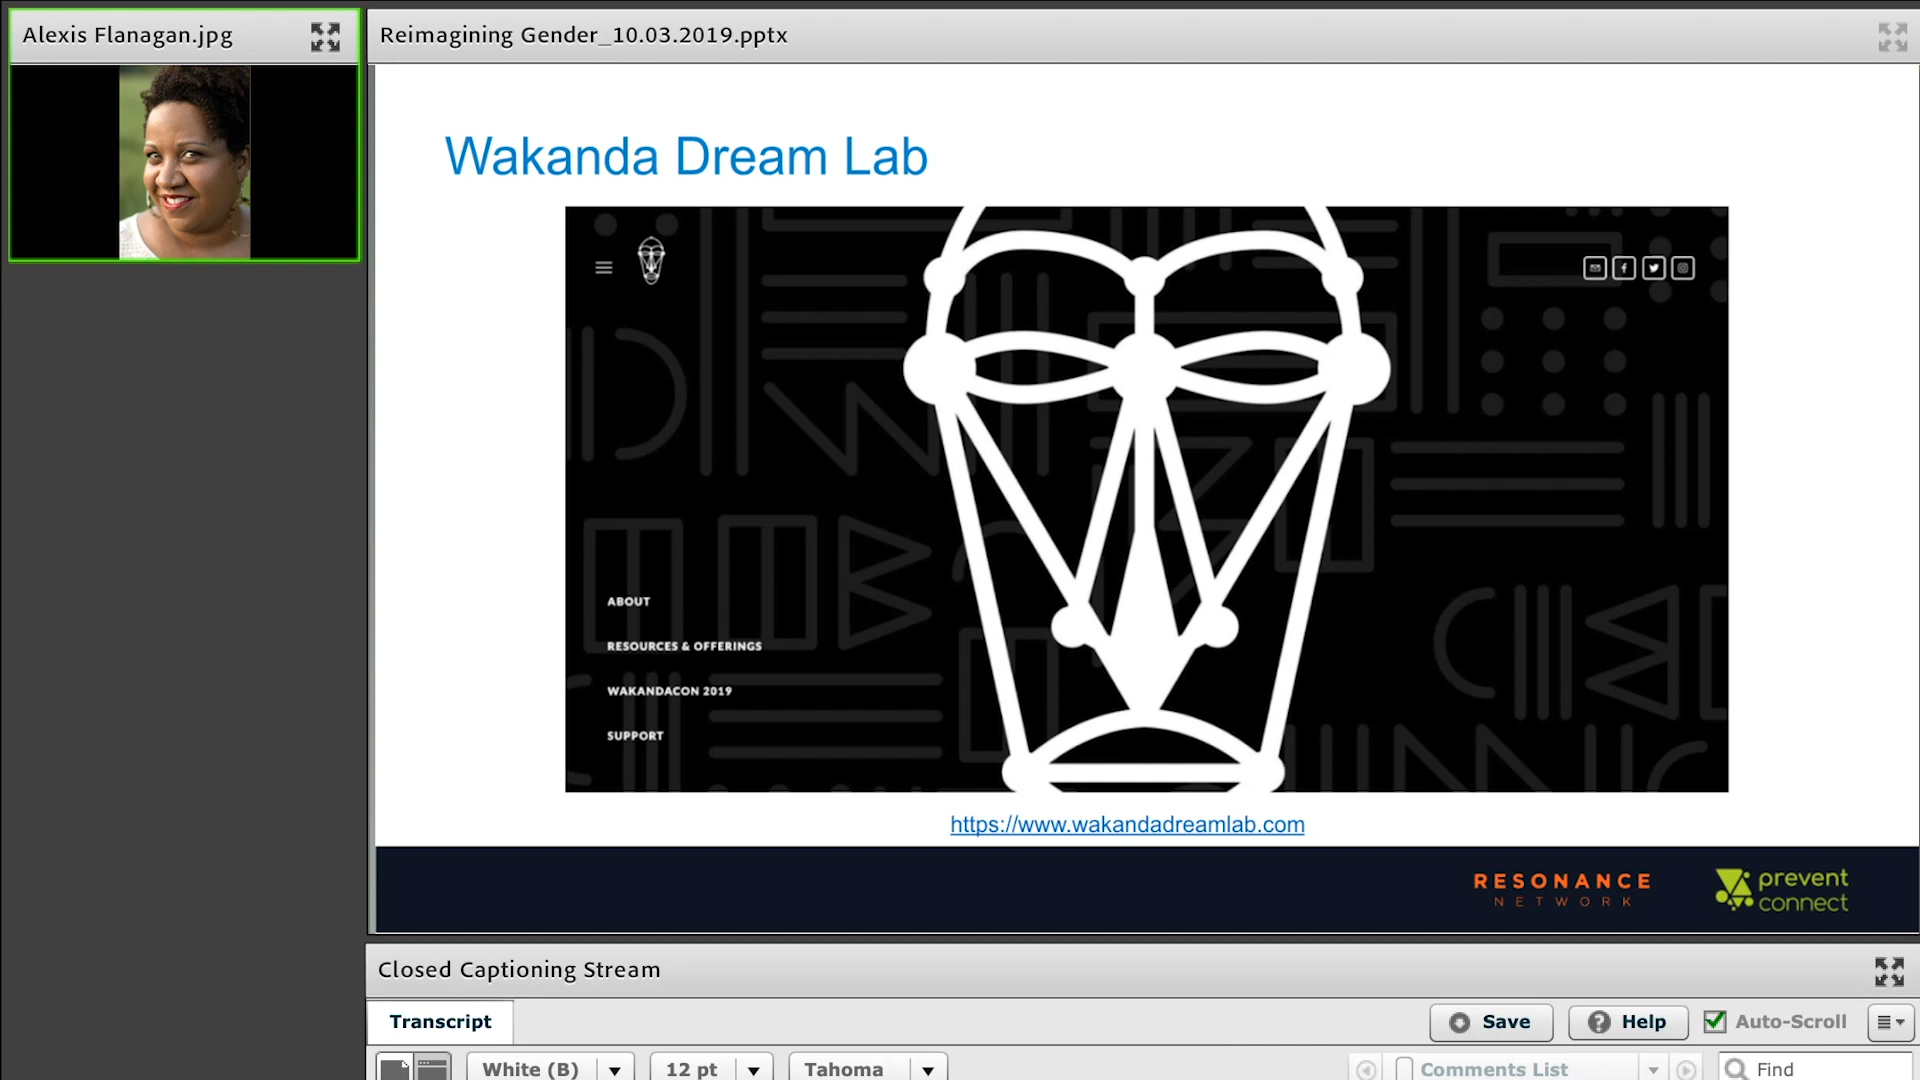 Alexis Flanagan.jpg
Reimagining Gender_10.03.2019.pptx
Wakanda Dream Lab
ABOUT
RESOURCES & OFFERINGS
WAKANDACON 2019
SUPPORT
https://www.wakandadreamlab.com
RESONANCE
NETWORK
prevent
connect
Closed Captioning Stream
Transcript
Save
Help
Auto-Scroll
White (B)
12 pt
Tahoma
Comments List
Find